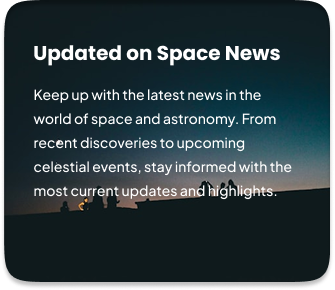 Updated on Space News
Keep up with the latest news in the
world of space and astronomy. From
recent discoveries to upcoming
celestial events, stay informed with the
most current updates and highlights.